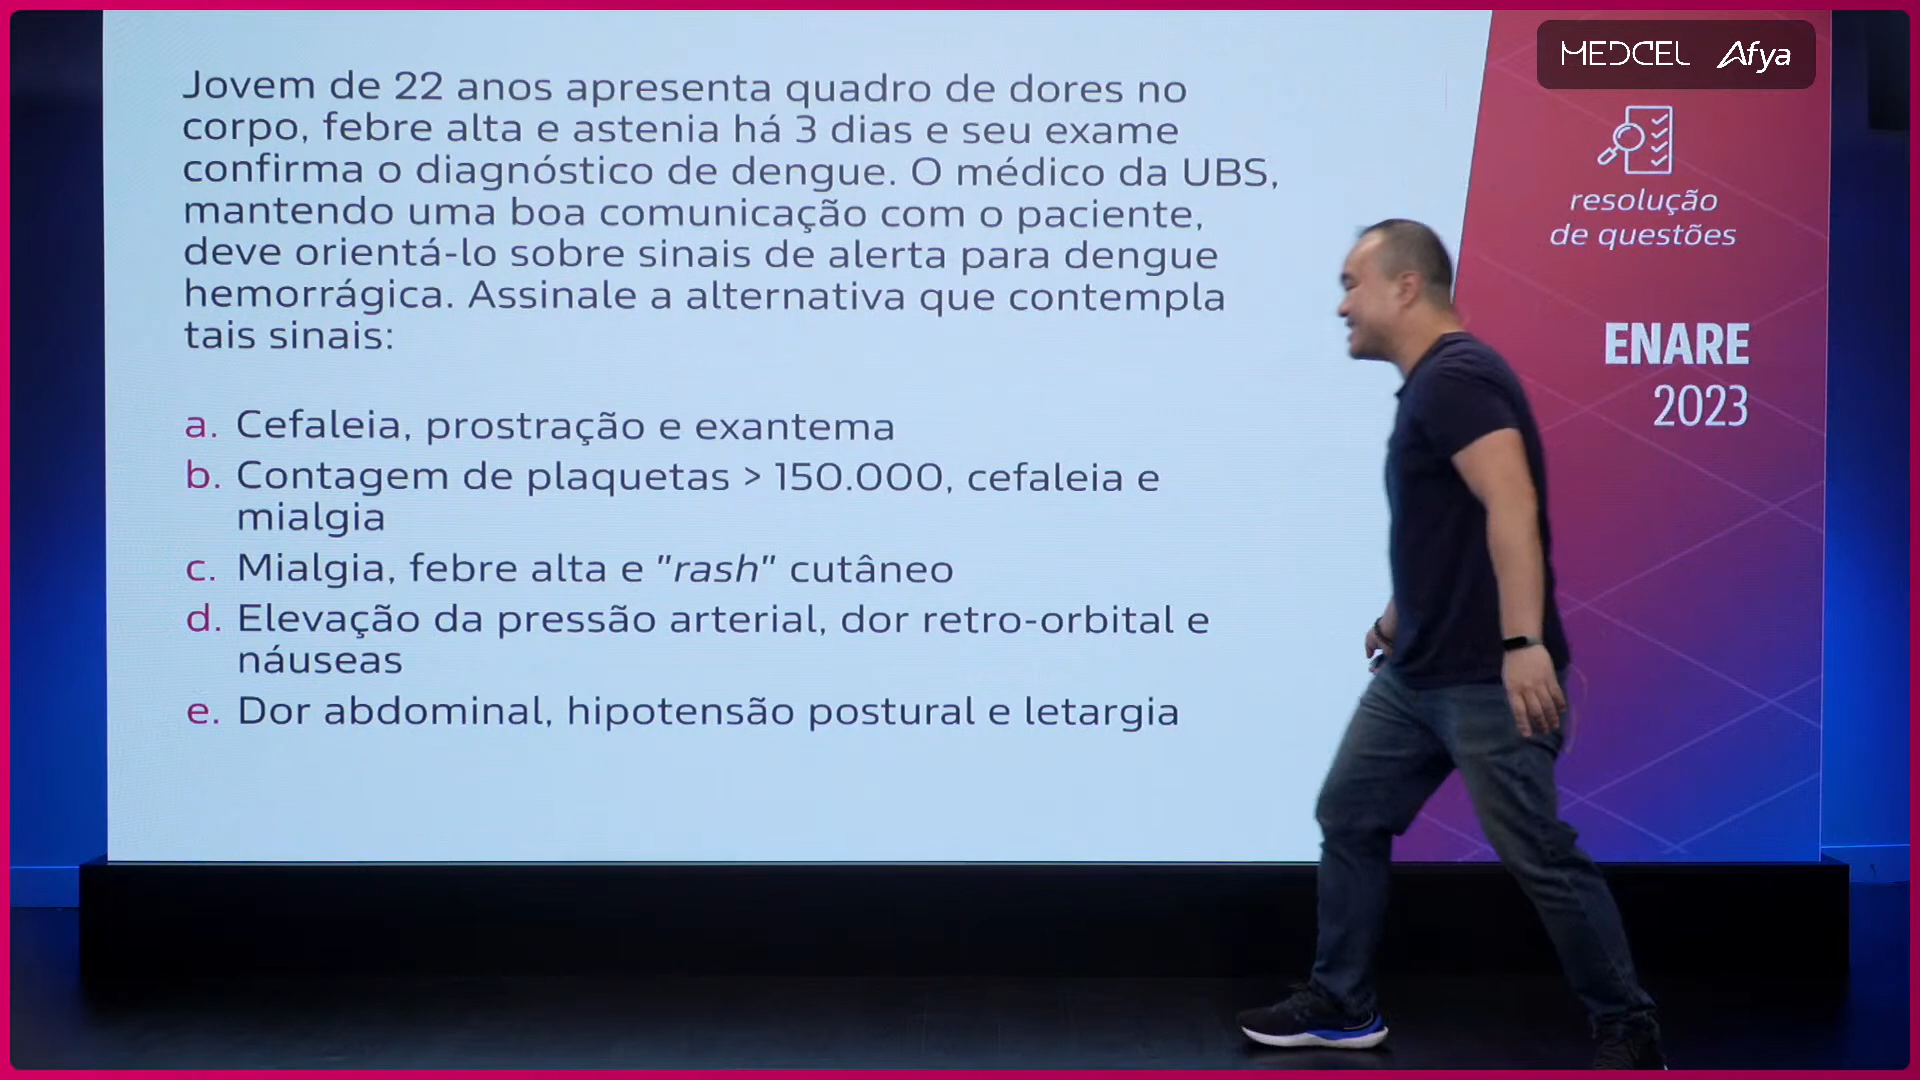 MEDCEL Afya
Jovem de 22 anos apresenta quadro de dores no
corpo, febre alta e astenia há 3 dias e seu exame
confirma o diagnóstico de dengue. O médico da UBS,
mantendo uma boa comunicação com o paciente,
deve orientá-lo sobre sinais de alerta para dengue
hemorrágica. Assinale a alternativa que contempla
tais sinais:
a. Cefaleia, prostração e exantema
b. Contagem de plaquetas > 150.000, cefaleia e
mialgia
c. Mialgia, febre alta e "rash" cutâneo
d. Elevação da pressão arterial, dor retro-orbital e
náuseas
e. Dor abdominal, hipotensão postural e letargia
resolução
de questões
ENARE
2023